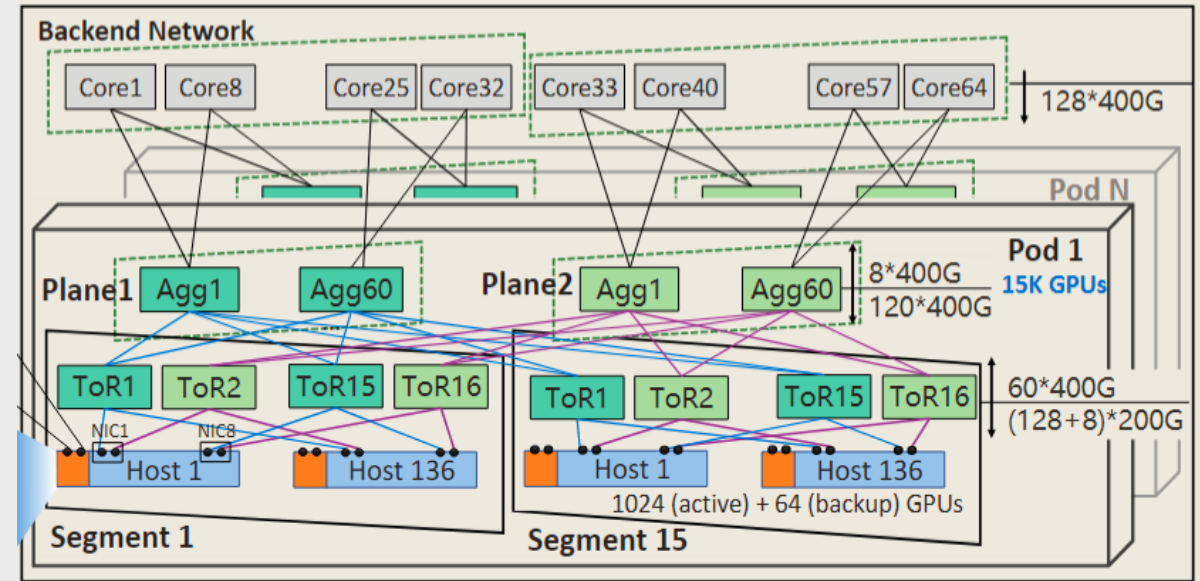 Backend Network
Core1 Core8 Core25 Core32 Core33 Core40 Core57 Core64
128*400G
Pod N
Pod 1
15K GPUs
Plane1 Agg1 Agg60 Plane2 Agg1 Agg60
8*400G
120*400G
ToR1 ToR2 ToR15 ToR16 ToR1 ToR2 ToR15 ToR16
60*400G
(128+8)*200G
NIC1 NIC8
Host 1 Host 136 Host 1 Host 136
1024 (active) + 64 (backup) GPUs
Segment 1 Segment 15